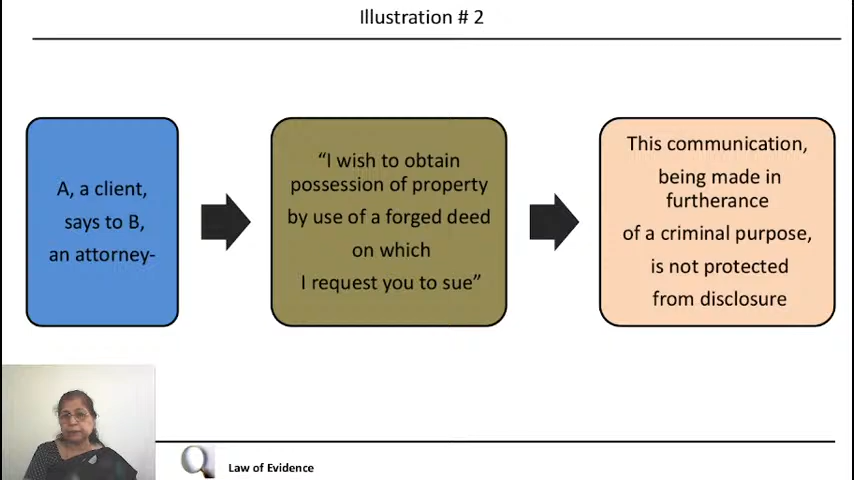 Illustration # 2
A, a client,
says to B,
an attorney-
“I wish to obtain
possession of property
by use of a forged deed
on which
I request you to sue”
This communication,
being made in
furtherance
of a criminal purpose,
is not protected
from disclosure
Law of Evidence